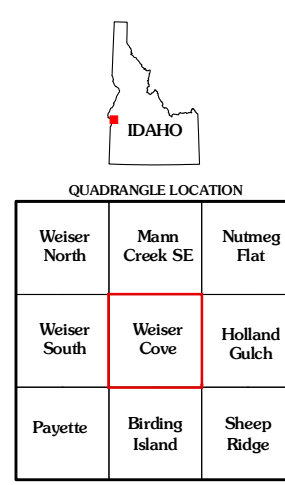 IDAHO
QUADRANGLE LOCATION
Weiser North
Mann Creek SE
Nutmeg Flat
Weiser South
Weiser Cove
Holland Gulch
Payette
Birding Island
Sheep Ridge